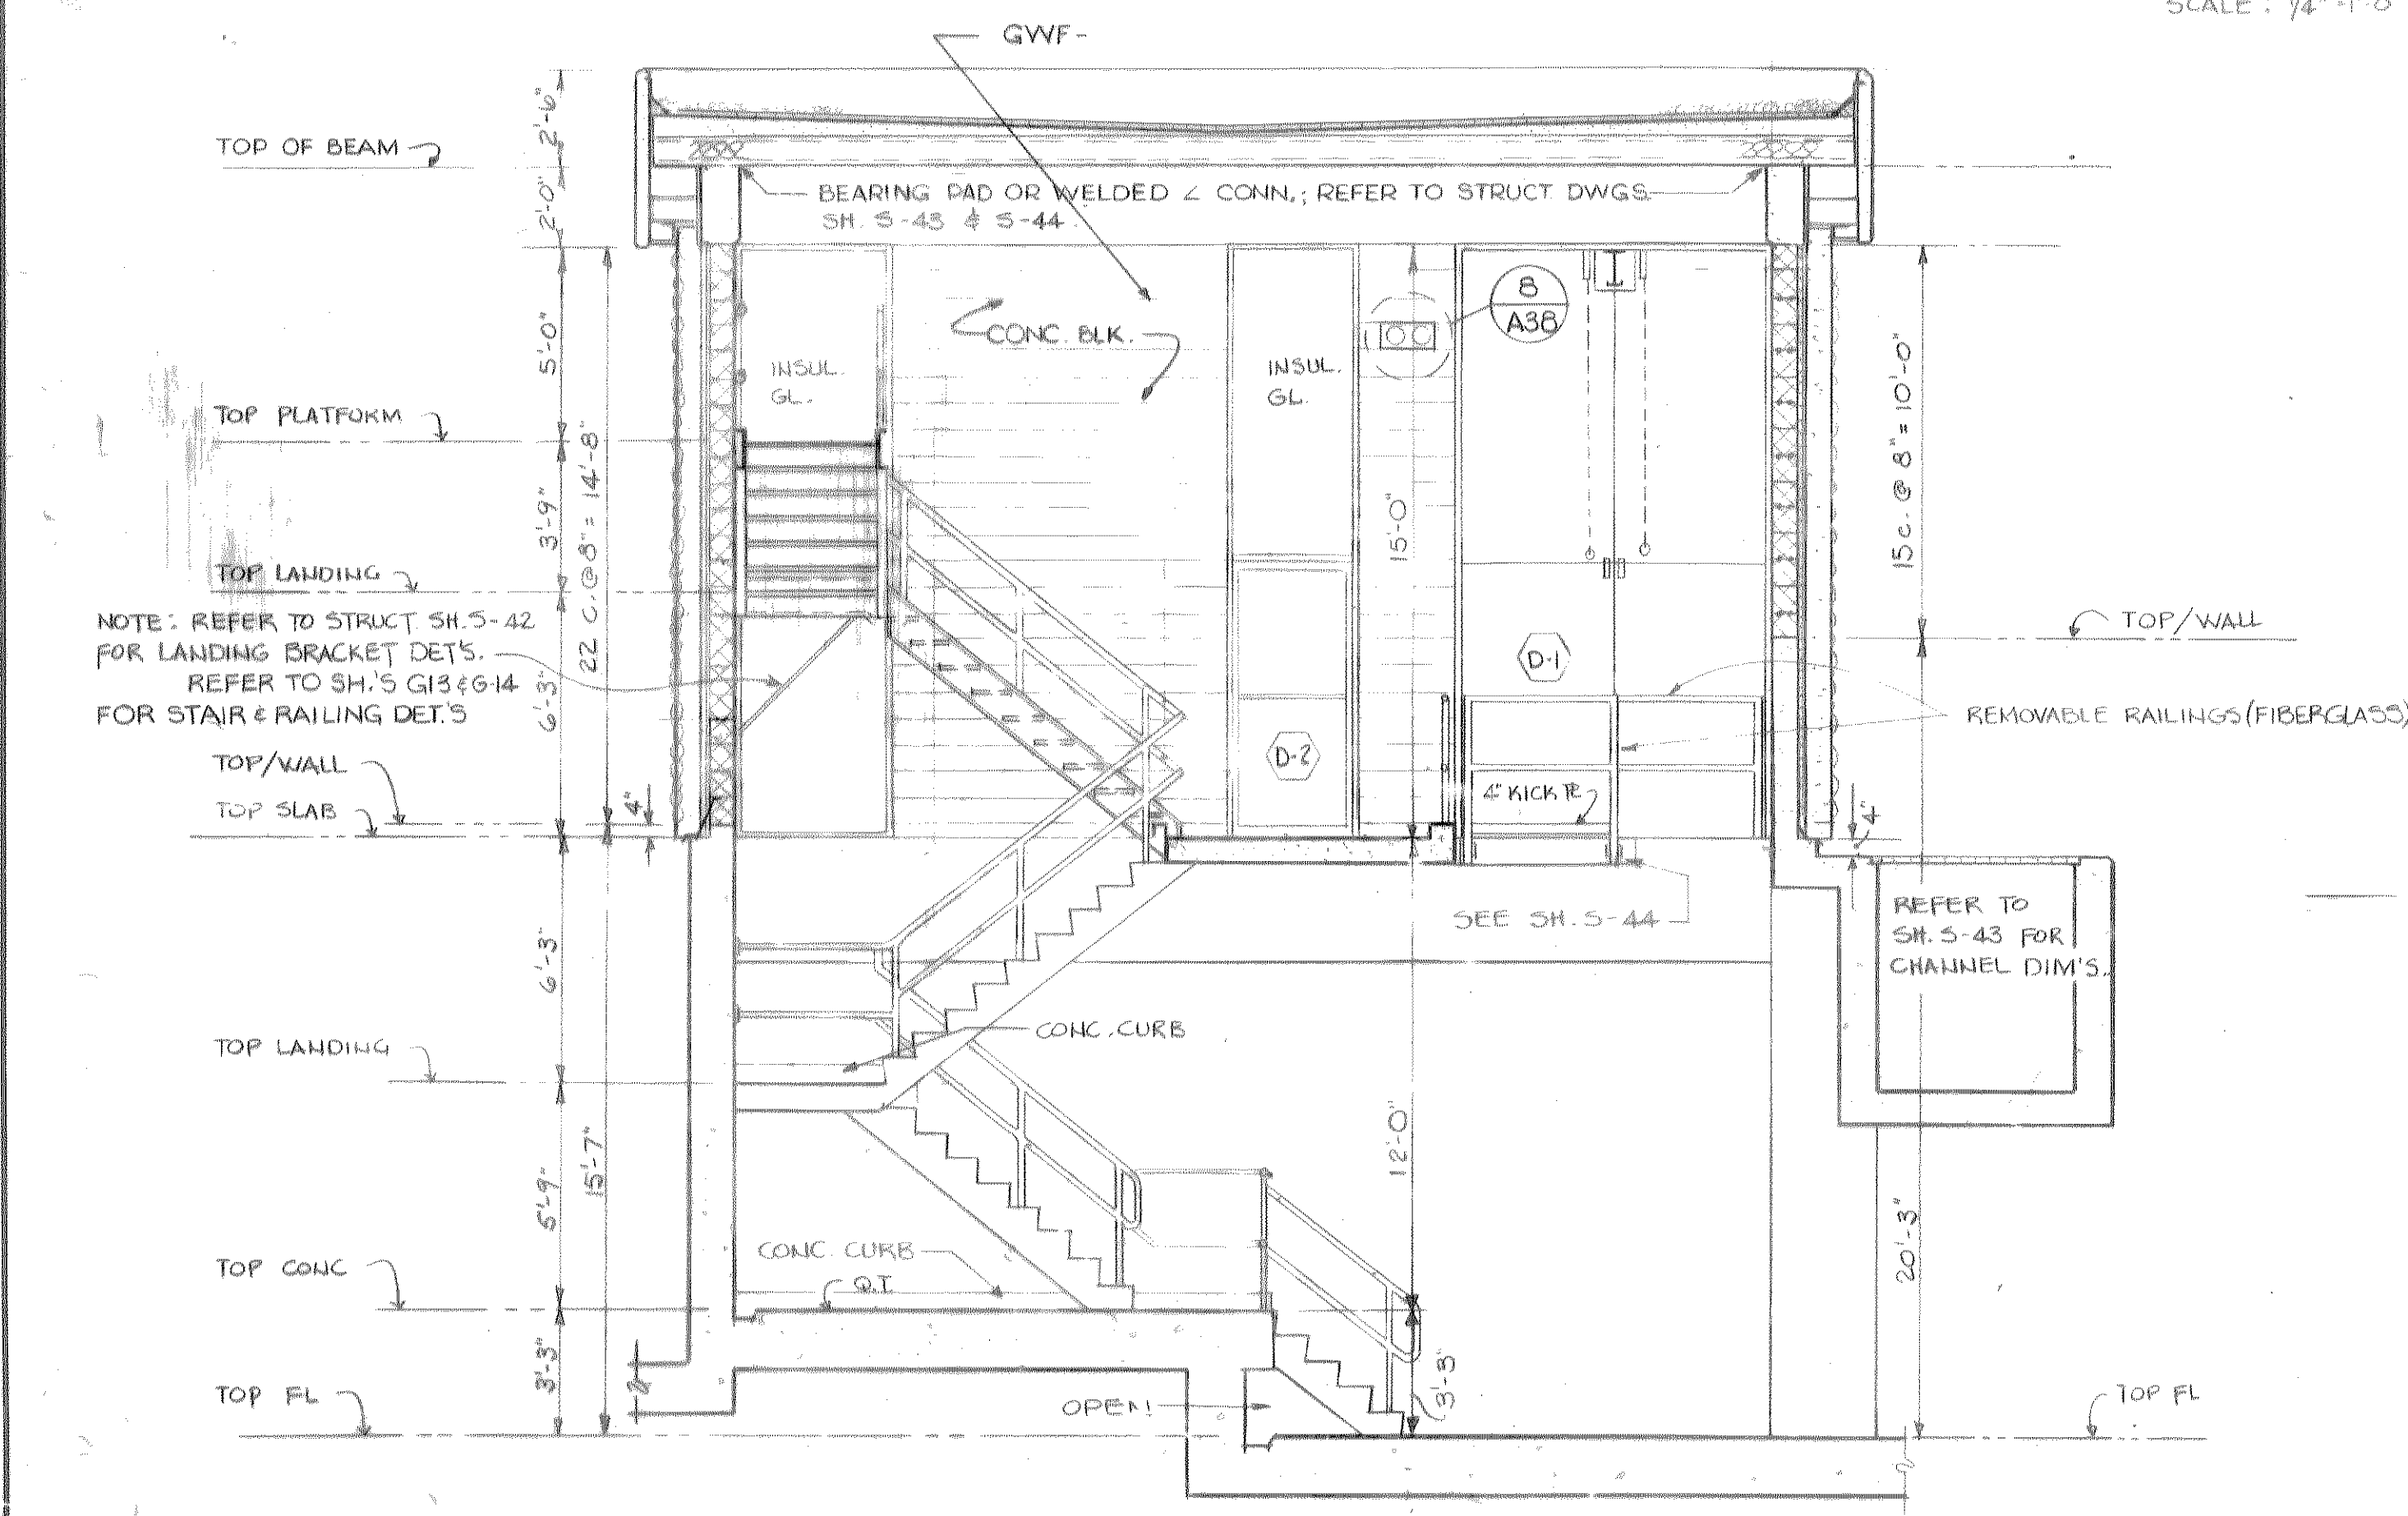 SCALE : 1/4" = 1'-0
GWF-
2'-6"
TOP OF BEAM
2'-0"
BEARING PAD OR WELDED ∠ CONN.; REFER TO STRUCT. DWGS.
SH. S-43 & S-44
8
A38
CONC. BLK.
5'-0"
INSUL.
GL.
INSUL.
GL.
15c. @ 8" = 10'-0"
TOP PLATFORM
22 C. @ 8" = 14'-8"
3'-9"
15'-0"
TOP LANDING
NOTE: REFER TO STRUCT. SH. S-42
FOR LANDING BRACKET DET'S.
REFER TO SH.'S G13 & G-14
FOR STAIR & RAILING DET.'S
6'-3"
TOP/WALL
D-1
REMOVABLE RAILINGS (FIBERGLASS)
TOP/WALL
D-2
4" KICK PL
TOP SLAB
4"
4"
SEE SH. S-44
REFER TO
SH. S-43 FOR
CHANNEL DIM'S.
6'-3"
TOP LANDING
CONC. CURB
15'-7"
12'-0"
5'-9"
20'-3"
CONC. CURB
Q.T.
TOP CONC
3'-3"
3'-3"
TOP FL
OPEN
TOP FL